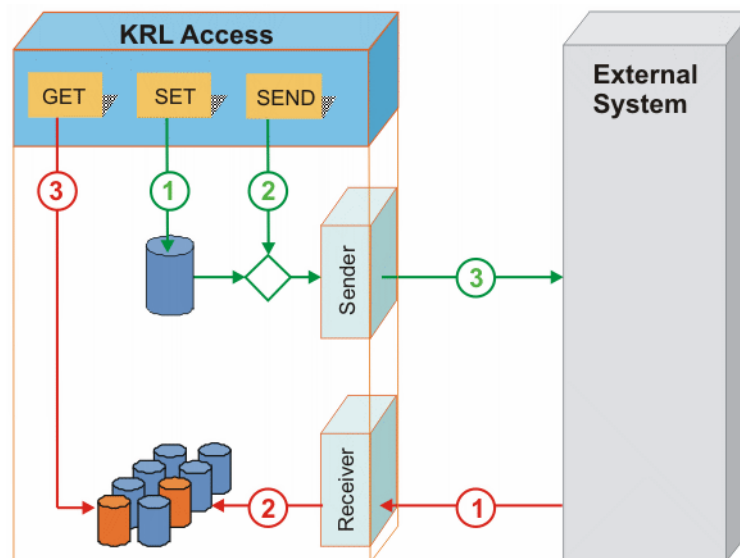 KRL Access
GET
SET
SEND
External
System
3
1
2
3
Sender
Receiver
2
1